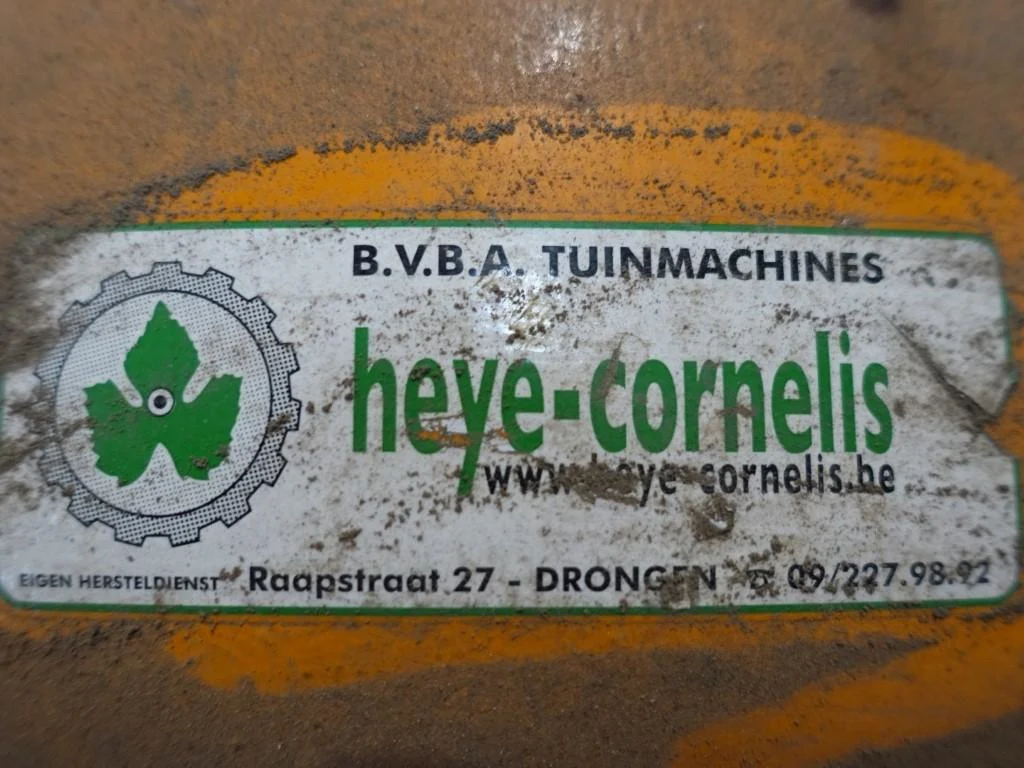 B.V.B.A. TUINMACHINES
heye-cornelis
www.heye-cornelis.be
EIGEN HERSTELDIENST Raapstraat 27 - DRONGEN ☎ 09/227.98.92